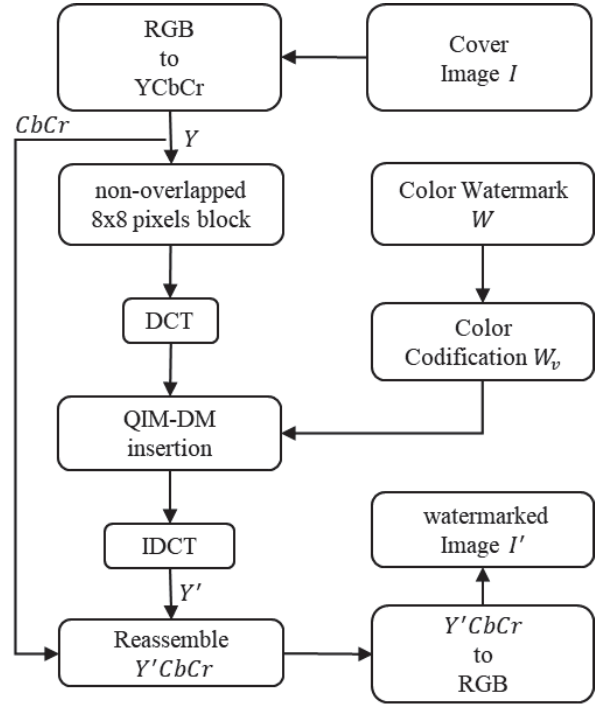 RGB
to
YCbCr
Cover
Image I
CbCr
Y
non-overlapped
8x8 pixels block
Color Watermark
W
DCT
Color
Codification W_v
QIM-DM
insertion
IDCT
watermarked
Image I'
Y'
Reassemble
Y'CbCr
Y'CbCr
to
RGB